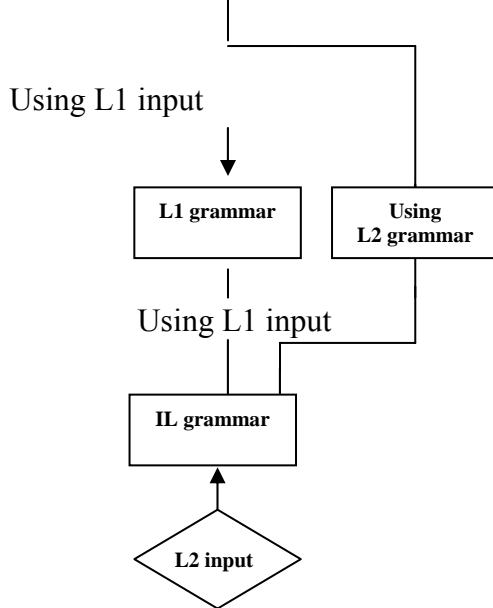 Using L1 input
L1 grammar
Using
L2 grammar
Using L1 input
IL grammar
L2 input